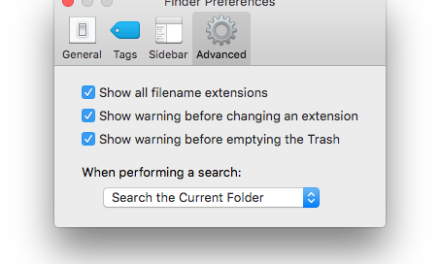 Finder Preferences
General Tags Sidebar Advanced
Show all filename extensions
Show warning before changing an extension
Show warning before emptying the Trash
When performing a search:
Search the Current Folder